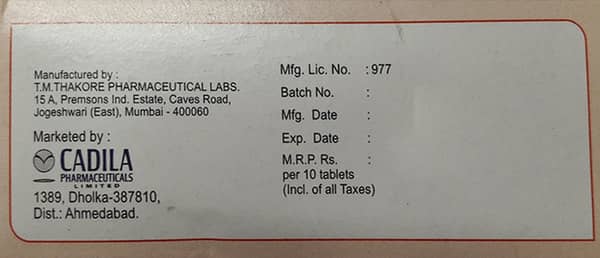 Manufactured by :
T.M.THAKORE PHARMACEUTICAL LABS.
15 A, Premsons Ind. Estate, Caves Road,
Jogeshwari (East), Mumbai - 400060
Marketed by :
CADILA
PHARMACEUTICALS
LIMITED
1389, Dholka-387810,
Dist.: Ahmedabad.
Mfg. Lic. No. : 977
Batch No. :
Mfg. Date :
Exp. Date :
M.R.P. Rs. :
per 10 tablets
(Incl. of all Taxes)